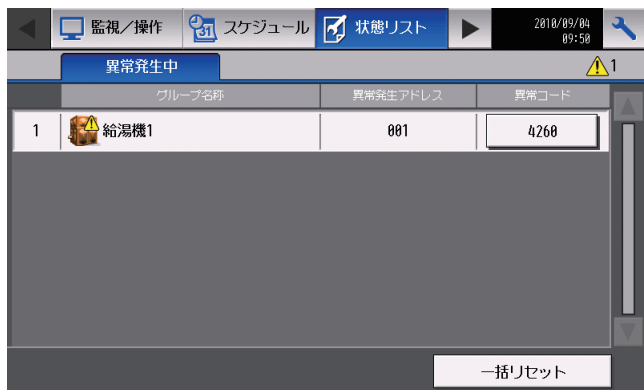 監視／操作 31 スケジュール 状態リスト 2010/09/04
09:50
異常発生中 1
グループ名称 異常発生アドレス 異常コード
1 給湯機1 001 4260
一括リセット